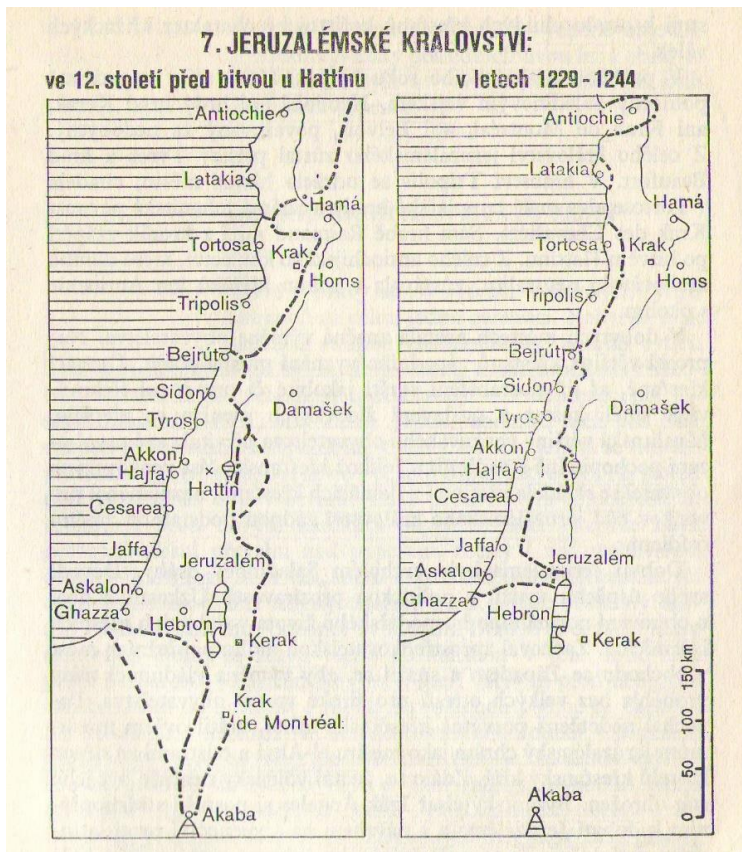 7. JERUZALÉMSKÉ KRÁLOVSTVÍ:
ve 12. století před bitvou u Hattínu
Antiochie
Latakia
Hamá
Tortosa
Krak
Homs
Tripolis
Bejrút
Sidon
Damašek
Tyros
Akkon
Hajfa
Hattín
Cesarea
Jaffa
Jeruzalém
Askalon
Ghazza
Hebron
Kerak
Krak
de Montréal
Akaba
v letech 1229-1244
Antiochie
Latakia
Hamá
Tortosa
Krak
Homs
Tripolis
Bejrút
Sidon
Damašek
Tyros
Akkon
Hajfa
Cesarea
Jaffa
Jeruzalém
Askalon
Ghazza
Hebron
Kerak
Akaba
150 km
100
50
0